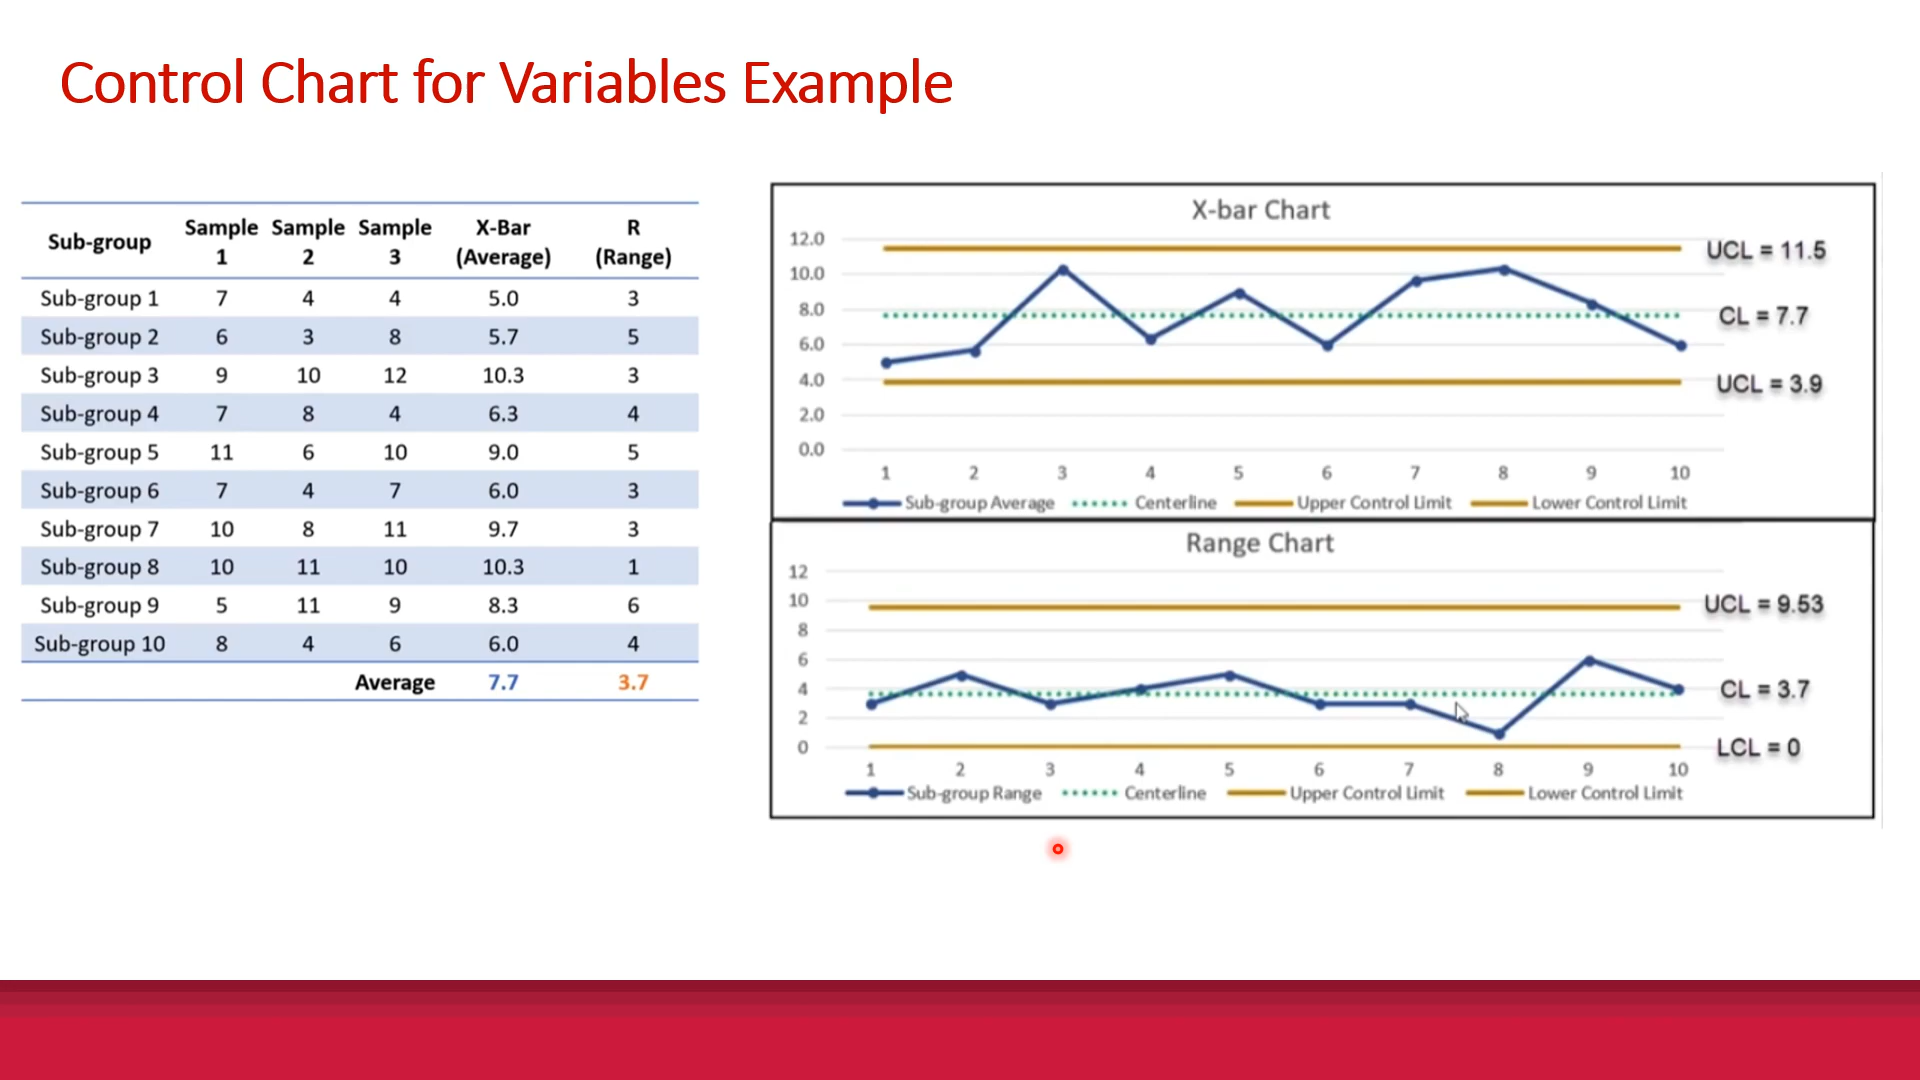 Control Chart for Variables Example
Sub-group Sample 1 Sample 2 Sample 3 X-Bar (Average) R (Range)
Sub-group 1 7 4 4 5.0 3
Sub-group 2 6 3 8 5.7 5
Sub-group 3 9 10 12 10.3 3
Sub-group 4 7 8 4 6.3 4
Sub-group 5 11 6 10 9.0 5
Sub-group 6 7 4 7 6.0 3
Sub-group 7 10 8 11 9.7 3
Sub-group 8 10 11 10 10.3 1
Sub-group 9 5 11 9 8.3 6
Sub-group 10 8 4 6 6.0 4
Average 7.7 3.7
X-bar Chart
12.0
10.0
8.0
6.0
4.0
2.0
0.0
UCL = 11.5
CL = 7.7
UCL = 3.9
1 2 3 4 5 6 7 8 9 10
Sub-group Average Centerline Upper Control Limit Lower Control Limit
Range Chart
12
10
8
6
4
2
0
UCL = 9.53
CL = 3.7
LCL = 0
1 2 3 4 5 6 7 8 9 10
Sub-group Range Centerline Upper Control Limit Lower Control Limit